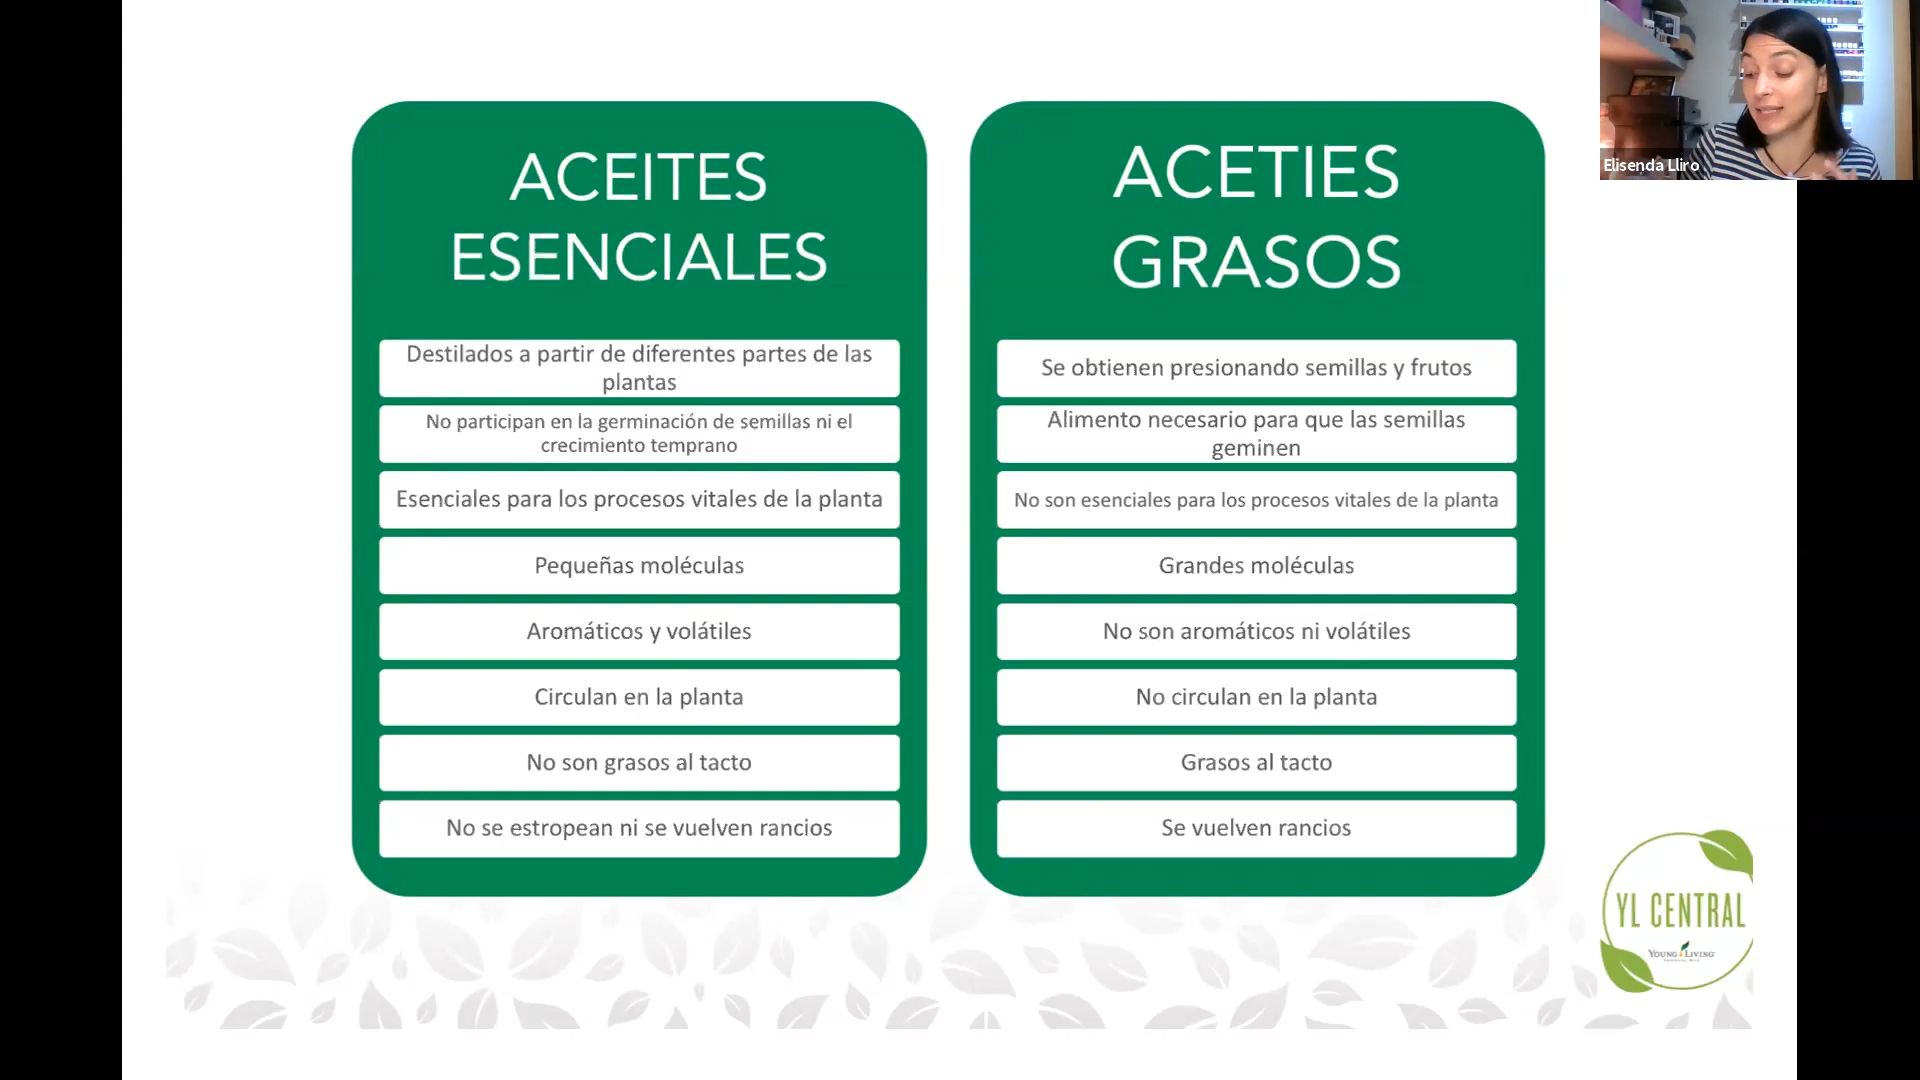 Elisenda Lliro
ACEITES
ESENCIALES
Destilados a partir de diferentes partes de las
plantas
No participan en la germinación de semillas ni el
crecimiento temprano
Esenciales para los procesos vitales de la planta
Pequeñas moléculas
Aromáticos y volátiles
Circulan en la planta
No son grasos al tacto
No se estropean ni se vuelven rancios
ACETIES
GRASOS
Se obtienen presionando semillas y frutos
Alimento necesario para que las semillas
geminen
No son esenciales para los procesos vitales de la planta
Grandes moléculas
No son aromáticos ni volátiles
No circulan en la planta
Grasos al tacto
Se vuelven rancios
YL CENTRAL
YOUNG LIVING